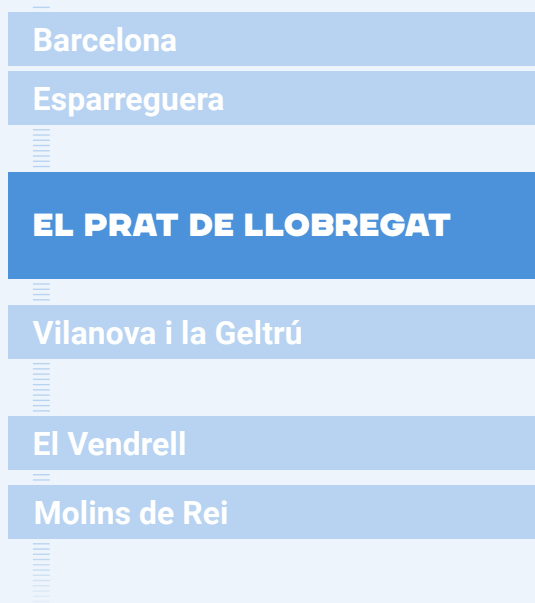 Barcelona
Esparreguera
EL PRAT DE LLOBREGAT
Vilanova i la Geltrú
El Vendrell
Molins de Rei